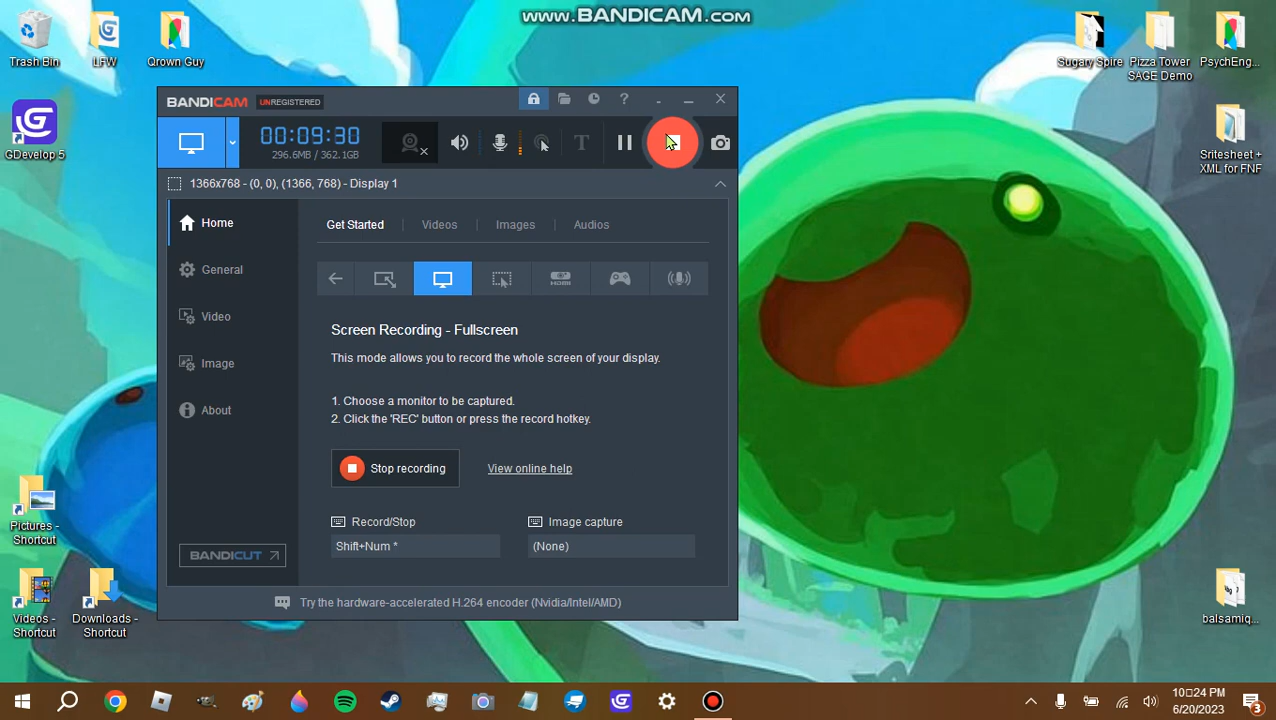 www.BANDICAM.com
Trash Bin
LFW
Qrown Guy
Sugary Spire
Pizza Tower
SAGE Demo
PsychEng...
GDevelop 5
Sritesheet +
XML for FNF
BANDICAM UNREGISTERED
?
00:09:30
296.6MB / 362.1GB
T
1366x768 - (0, 0), (1366, 768) - Display 1
Home
General
Video
Image
About
BANDICUT
Get Started
Videos
Images
Audios
HDMI
Screen Recording - Fullscreen
This mode allows you to record the whole screen of your display.
1. Choose a monitor to be captured.
2. Click the 'REC' button or press the record hotkey.
Stop recording
View online help
Record/Stop
Image capture
Shift+Num *
(None)
Try the hardware-accelerated H.264 encoder (Nvidia/Intel/AMD)
Pictures -
Shortcut
Videos -
Shortcut
Downloads -
Shortcut
balsamiq...
10:24 PM
6/20/2023
3